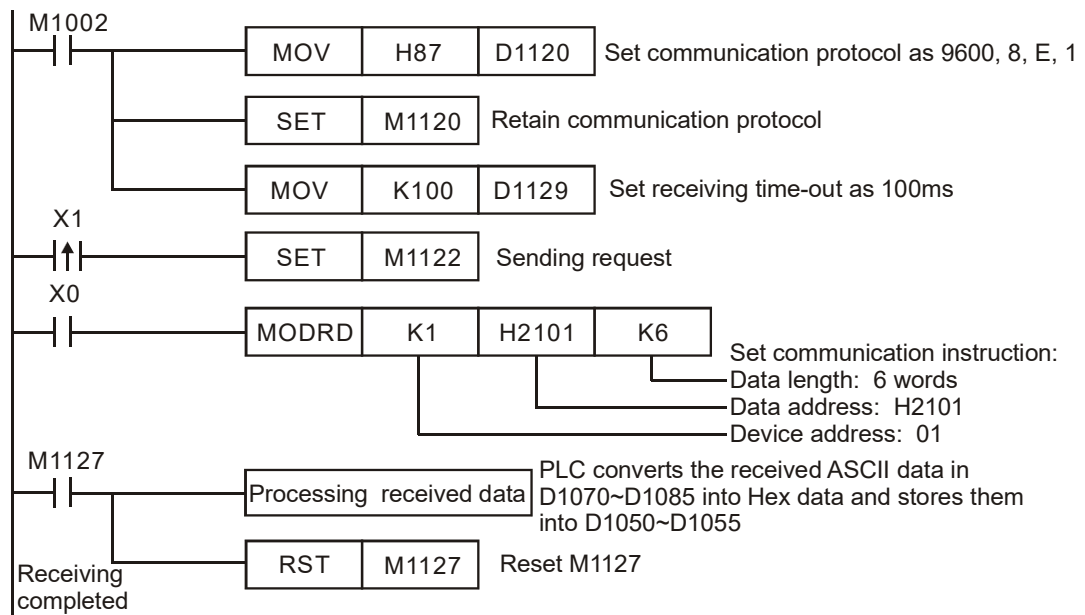 M1002
MOV H87 D1120 Set communication protocol as 9600, 8, E, 1
SET M1120 Retain communication protocol
MOV K100 D1129 Set receiving time-out as 100ms
X1
SET M1122 Sending request
X0
MODRD K1 H2101 K6
Set communication instruction:
Data length: 6 words
Data address: H2101
Device address: 01
M1127
Processing received data
PLC converts the received ASCII data in
D1070~D1085 into Hex data and stores them
into D1050~D1055
RST M1127 Reset M1127
Receiving
completed